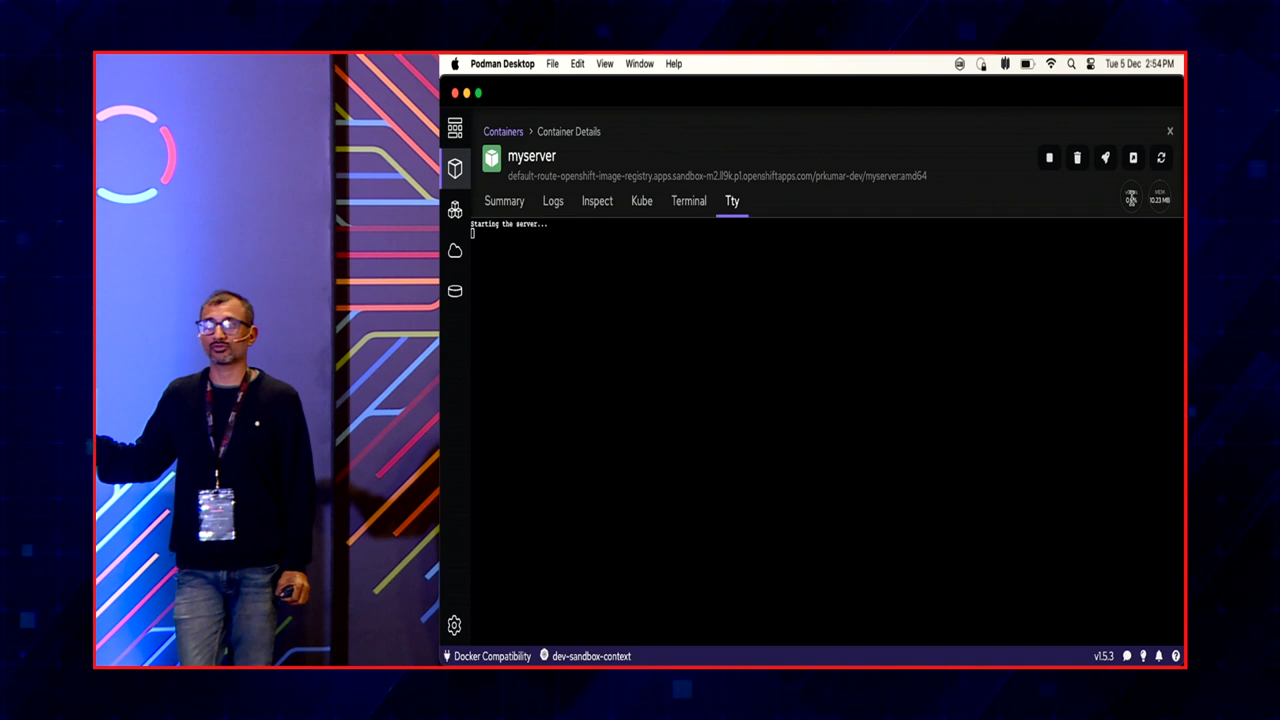 Podman Desktop File Edit View Window Help Tue 5 Dec 2:54PM
Containers > Container Details
myserver
default-route-openshift-image-registry.apps.sandbox-m2.ll9k.p1.openshiftapps.com/prkumar-dev/myserver:amd64
Summary Logs Inspect Kube Terminal Tty
MEM
10.23 MB
Starting the server...
Docker Compatibility dev-sandbox-context v1.5.3